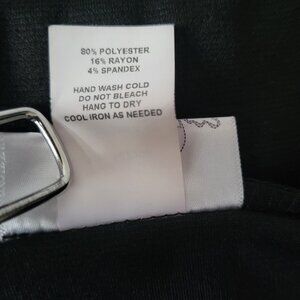 80% POLYESTER
16% RAYON
4% SPANDEX
HAND WASH COLD
DO NOT BLEACH
HANG TO DRY
COOL IRON AS NEEDED